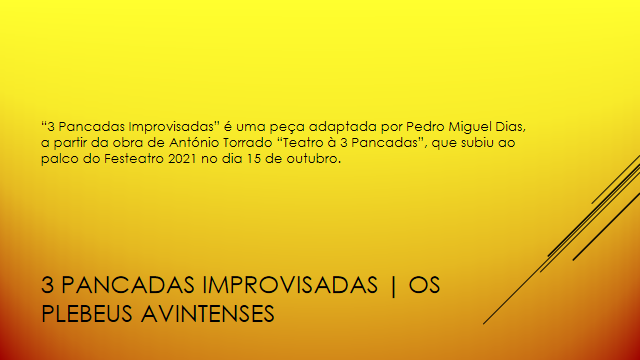 “3 Pancadas Improvisadas” é uma peça adaptada por Pedro Miguel Dias,
a partir da obra de António Torrado “Teatro à 3 Pancadas”, que subiu ao
palco do Festeatro 2021 no dia 15 de outubro.
3 PANCADAS IMPROVISADAS | OS
PLEBEUS AVINTENSES